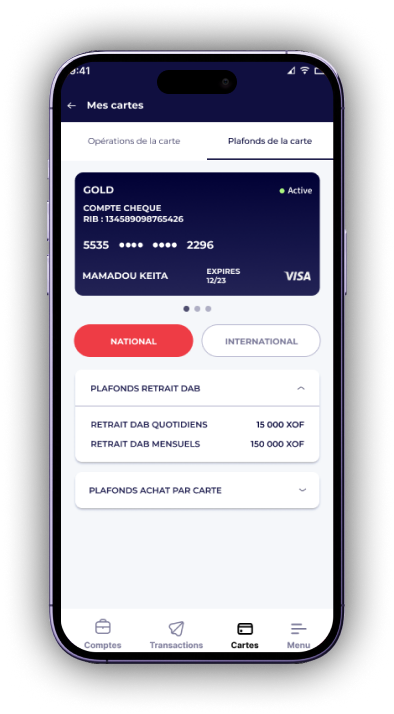 9:41
← Mes cartes
Opérations de la carte
Plafonds de la carte
GOLD
Active
COMPTE CHEQUE
RIB : 134589098765426
5535 •••• •••• 2296
MAMADOU KEITA
EXPIRES
12/23
VISA
NATIONAL
INTERNATIONAL
PLAFONDS RETRAIT DAB
RETRAIT DAB QUOTIDIENS 15 000 XOF
RETRAIT DAB MENSUELS 150 000 XOF
PLAFONDS ACHAT PAR CARTE
Comptes
Transactions
Cartes
Menu